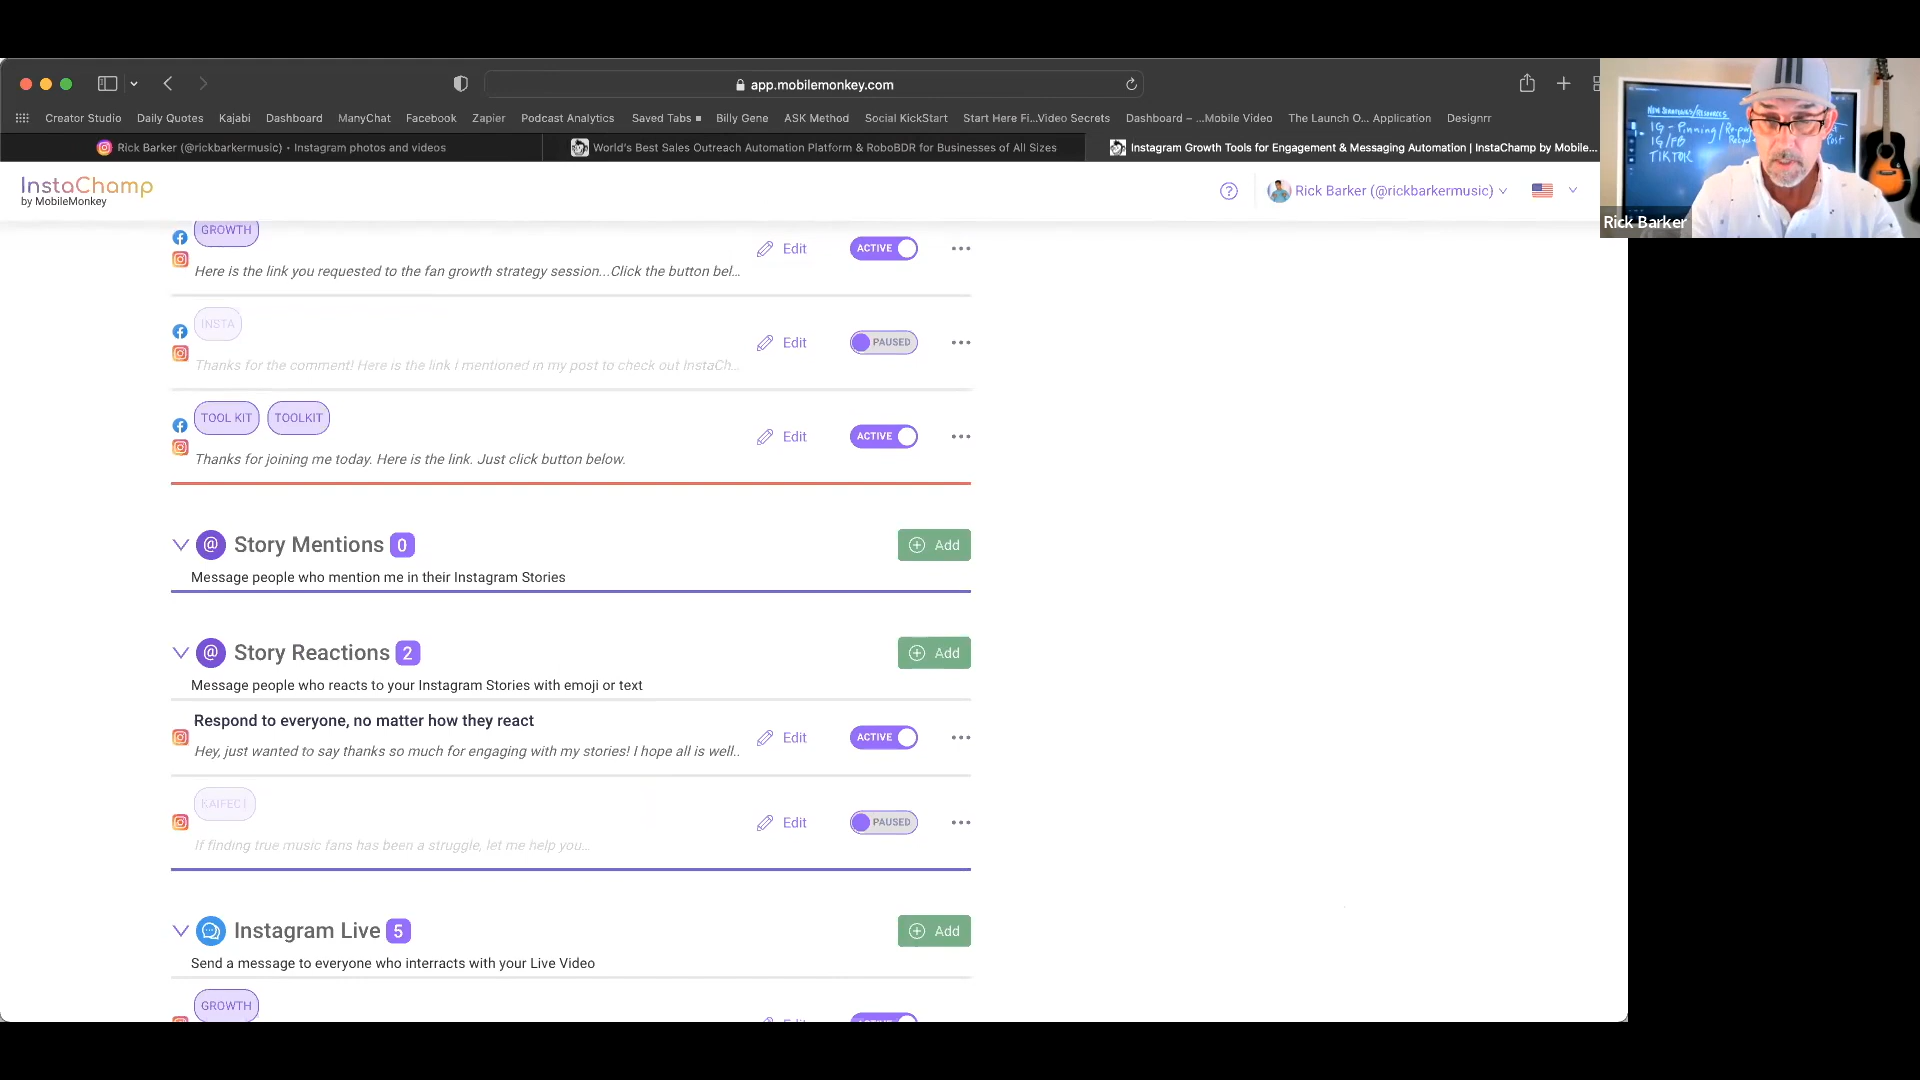 app.mobilemonkey.com
Creator Studio Daily Quotes Kajabi Dashboard ManyChat Facebook Zapier Podcast Analytics Saved Tabs Billy Gene ASK Method Social KickStart Start Here Fi...Video Secrets Dashboard – ...Mobile Video The Launch O... Application Designrr
Rick Barker (@rickbarkermusic) • Instagram photos and videos
World's Best Sales Outreach Automation Platform & RoboBDR for Businesses of All Sizes
Instagram Growth Tools for Engagement & Messaging Automation | InstaChamp by Mobile...
InstaChamp
by MobileMonkey
Rick Barker (@rickbarkermusic)
New Strategies/Resources
IG - Pinning/
IG/FB
TIKTOK
Rick Barker
GROWTH
Edit
ACTIVE
Here is the link you requested to the fan growth strategy session...Click the button bel...
INSTA
Edit
PAUSED
Thanks for the comment! Here is the link I mentioned in my post to check out InstaCh...
TOOL KIT TOOLKIT
Edit
ACTIVE
Thanks for joining me today. Here is the link. Just click button below.
@ Story Mentions 0
Add
Message people who mention me in their Instagram Stories
@ Story Reactions 2
Add
Message people who reacts to your Instagram Stories with emoji or text
Respond to everyone, no matter how they react
Edit
ACTIVE
Hey, just wanted to say thanks so much for engaging with my stories! I hope all is well..
Edit
PAUSED
If finding true music fans has been a struggle, let me help you...
Instagram Live 5
Add
Send a message to everyone who interracts with your Live Video
GROWTH
Edit
ACTIVE